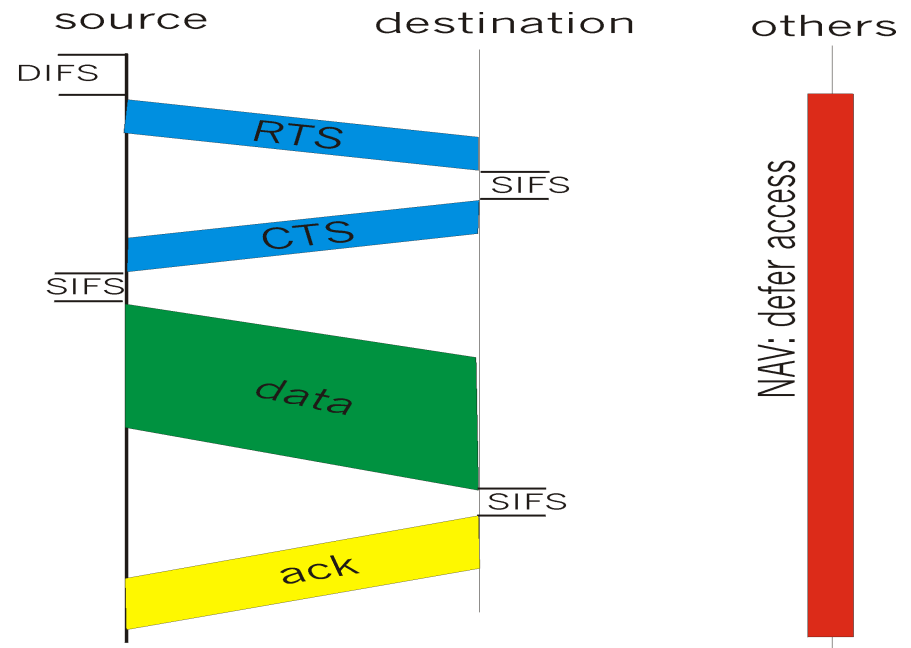 source
destination
others
DIFS
RTS
SIFS
CTS
SIFS
data
SIFS
ack
NAV: defer access